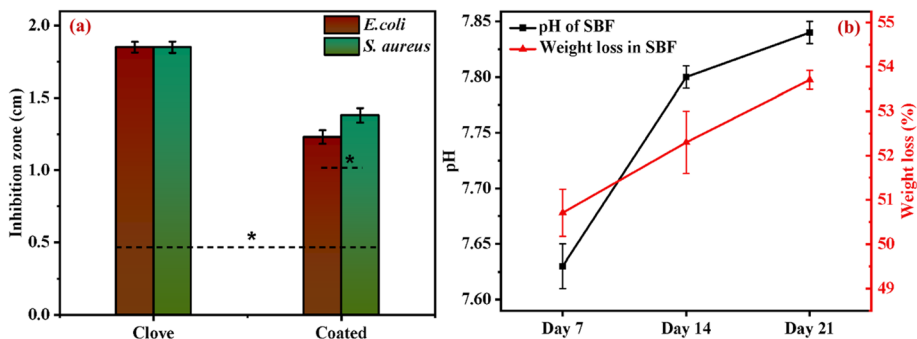 (a)
E.coli
S. aureus
Inhibition zone (cm)
2.0
1.5
1.0
0.5
0.0
*
*
Clove
Coated
(b)
pH of SBF
Weight loss in SBF
pH
7.85
7.80
7.75
7.70
7.65
7.60
Day 7
Day 14
Day 21
55
54
53
52
51
50
49
Weight loss (%)